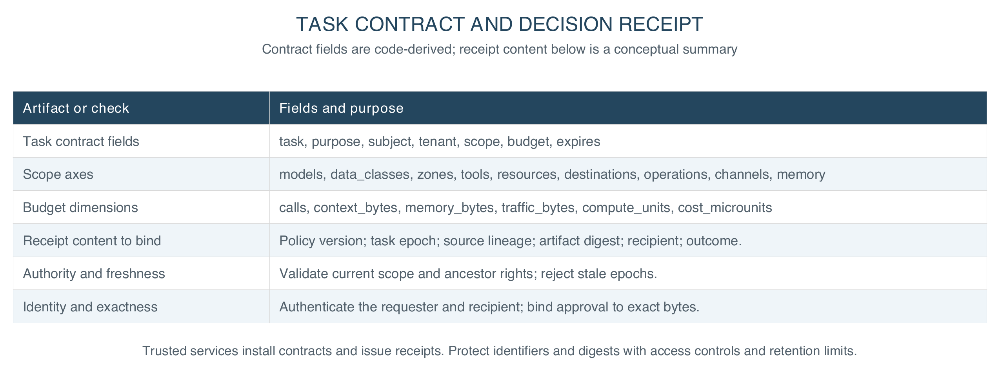 TASK CONTRACT AND DECISION RECEIPT
Contract fields are code-derived; receipt content below is a conceptual summary
Artifact or check
Fields and purpose
Task contract fields
task, purpose, subject, tenant, scope, budget, expires
Scope axes
models, data_classes, zones, tools, resources, destinations, operations, channels, memory
Budget dimensions
calls, context_bytes, memory_bytes, traffic_bytes, compute_units, cost_microunits
Receipt content to bind
Policy version; task epoch; source lineage; artifact digest; recipient; outcome.
Authority and freshness
Validate current scope and ancestor rights; reject stale epochs.
Identity and exactness
Authenticate the requester and recipient; bind approval to exact bytes.
Trusted services install contracts and issue receipts. Protect identifiers and digests with access controls and retention limits.